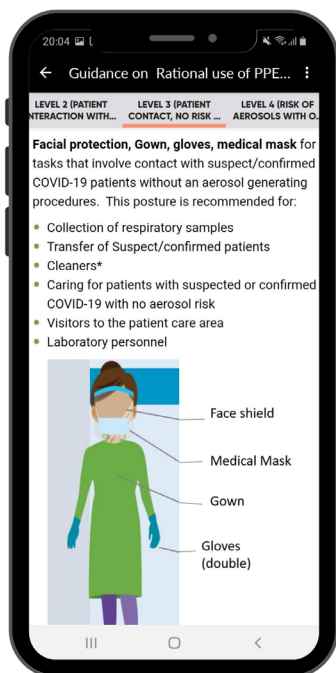 20:04
Guidance on Rational use of PPE...
LEVEL 2 (PATIENT
NTERACTION WITH...
LEVEL 3 (PATIENT
CONTACT, NO RISK ...
LEVEL 4 (RISK OF
AEROSOLS WITH O..
Facial protection, Gown, gloves, medical mask for
tasks that involve contact with suspect/confirmed
COVID-19 patients without an aerosol generating
procedures. This posture is recommended for:
Collection of respiratory samples
Transfer of Suspect/confirmed patients
Cleaners*
Caring for patients with suspected or confirmed
COVID-19 with no aerosol risk
Visitors to the patient care area
Laboratory personnel
Face shield
Medical Mask
Gown
Gloves
(double)